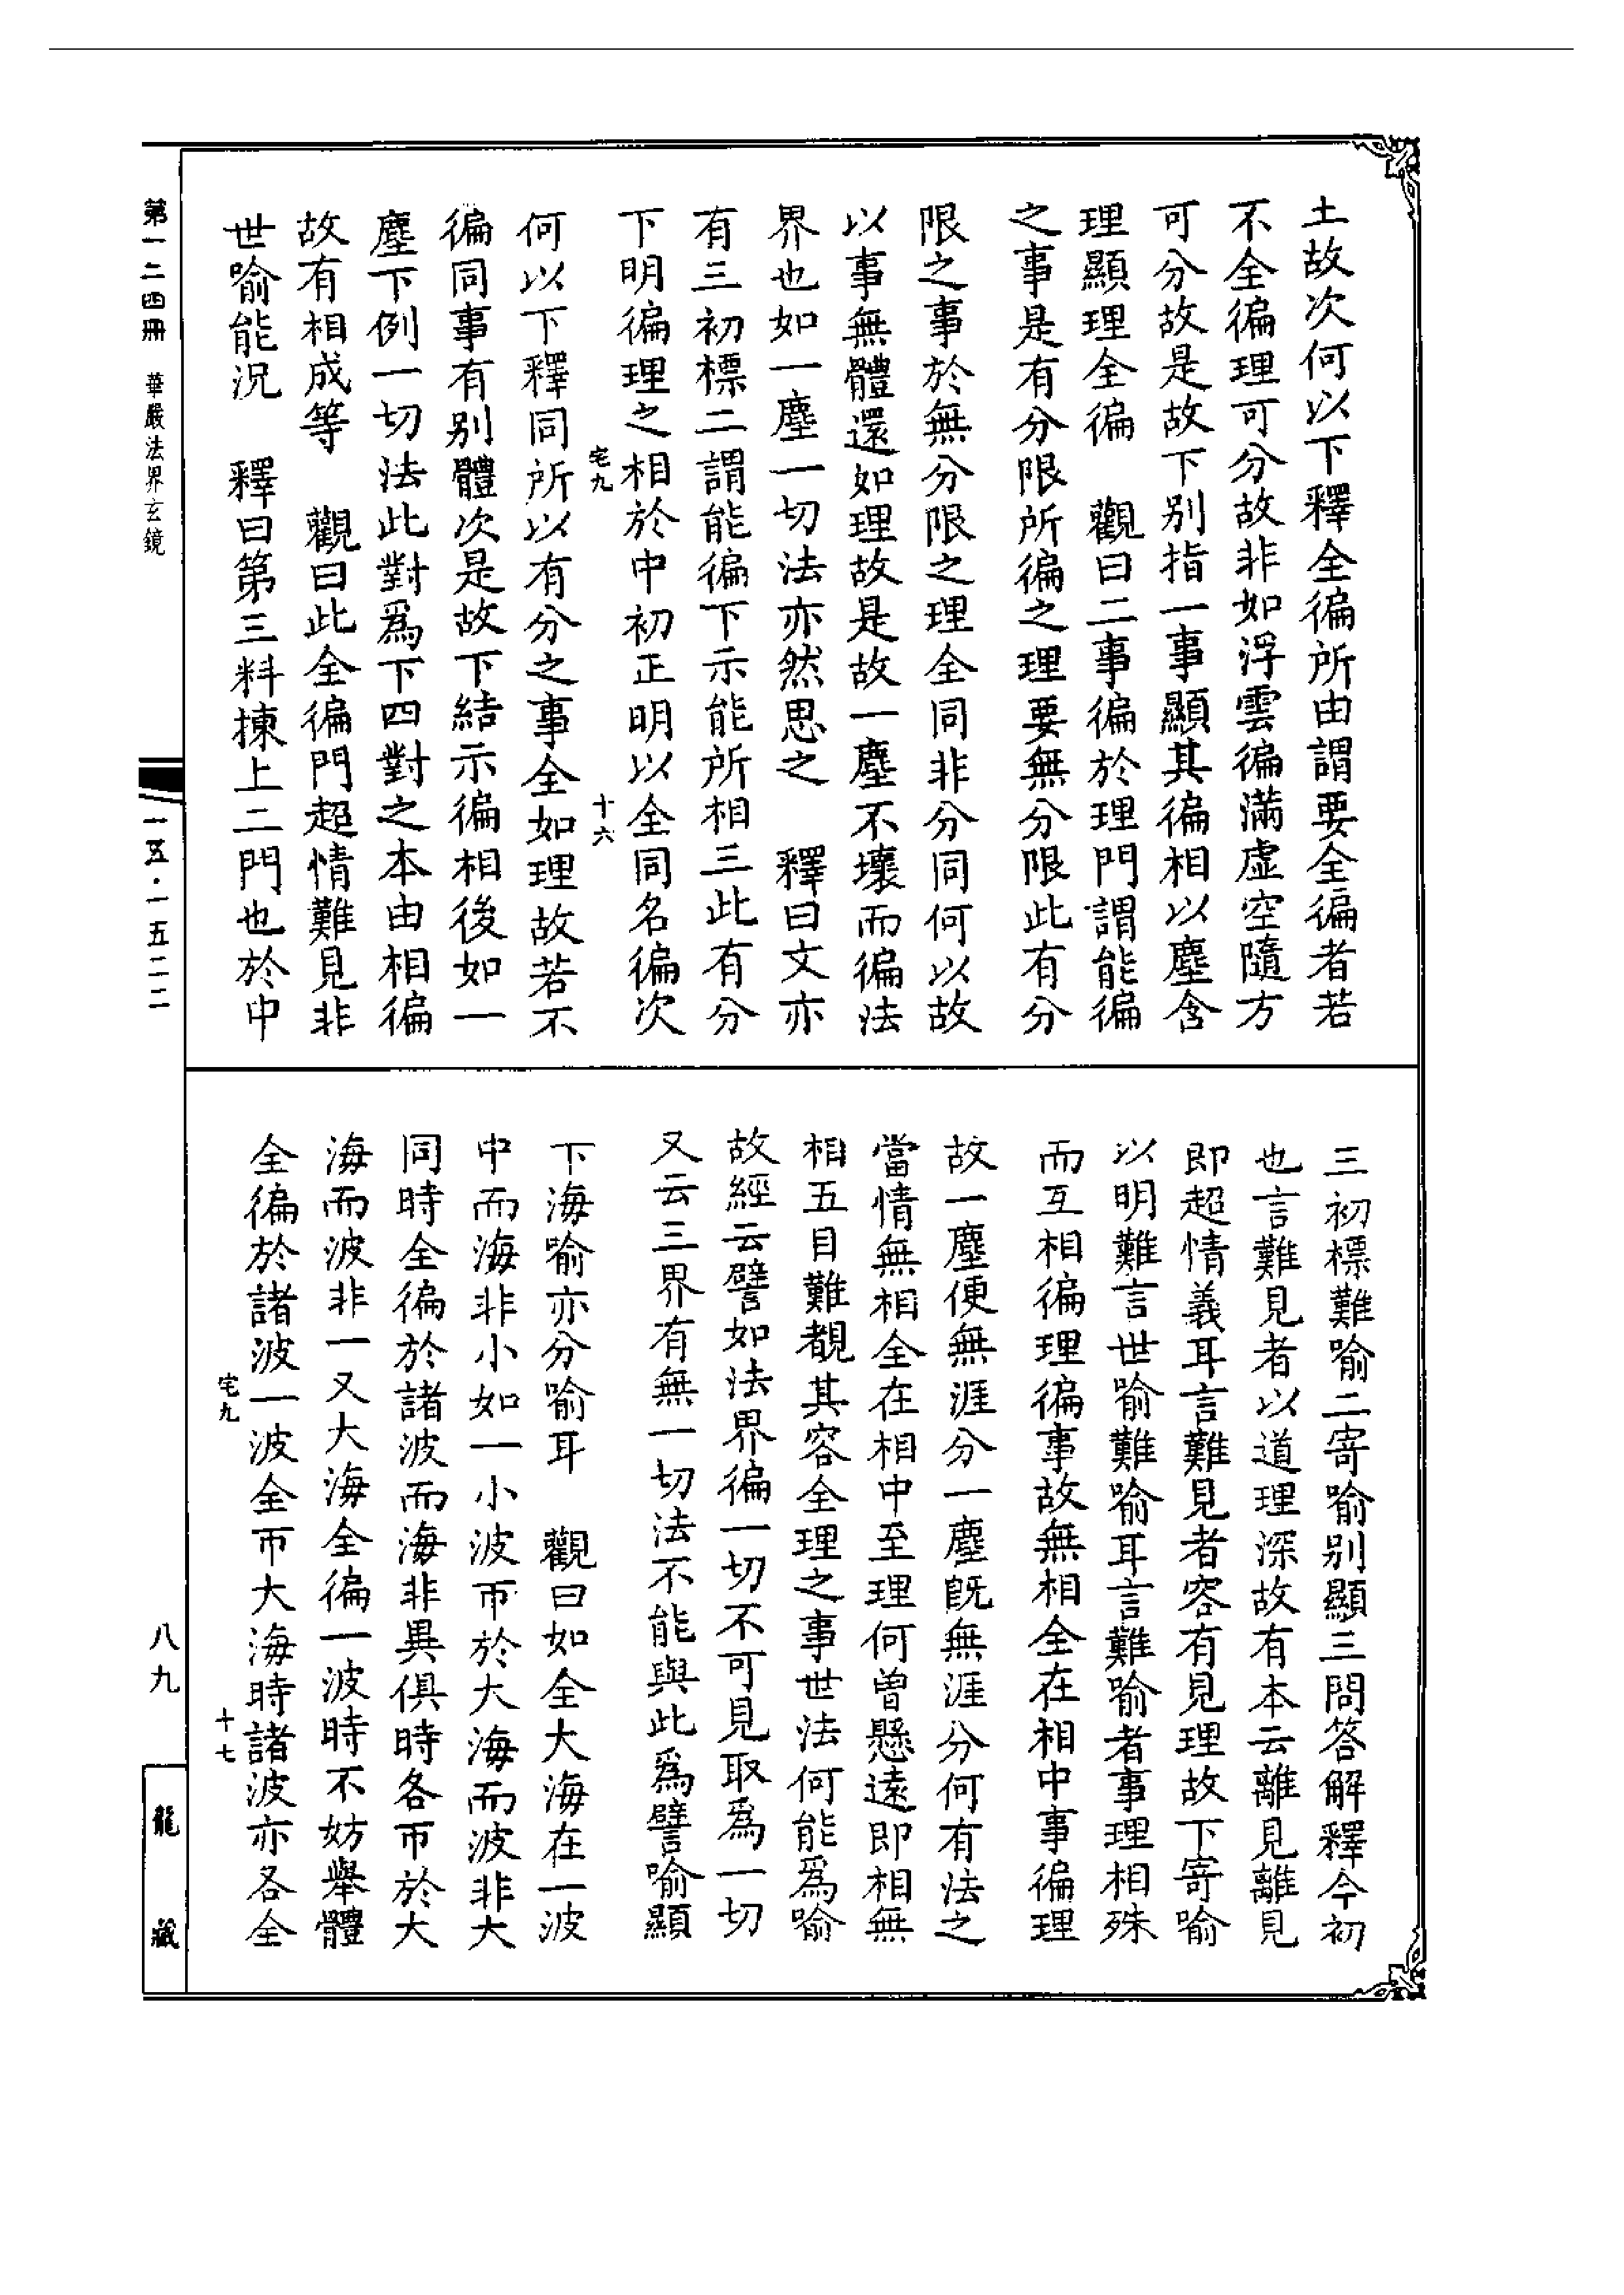 土故次何以下釋全徧所由謂要全徧者若
不全徧理可分故非如浮雲徧滿虛空隨方
可分故是故下别指一事顯其徧相以塵含
理顯理全徧　觀曰二事徧於理門謂能徧
之事是有分限所徧之理要無分限此有分
限之事於無分限之理全同非分同何以故
以事無體還如理故是故一塵不壞而徧法
界也如一塵一切法亦然思之　釋曰文亦
有三初標二謂能徧下示能所相三此有分
下明徧理之相於中初正明以全同名徧次
宅九　十六
何以下釋同所以有分之事全如理故若不
徧同事有别體次是故下結示徧相後如一
塵下例一切法此對爲下四對之本由相徧
故有相成等　觀曰此全徧門超情難見非
世喻能況　釋曰第三料揀上二門也於中
三初標難喻二寄喻别顯三問答解釋今初
也言難見者以道理深故有本云離見離見
即超情義耳言難見者容有見理故下寄喻
以明難言世喻難喻耳言難喻者事理相殊
而互相徧理徧事故無相全在相中事徧理
故一塵便無涯分一塵旣無涯分何有法之
當情無相全在相中至理何曾懸遠即相無
相五目難覩其容全理之事世法何能爲喻
故經云譬如法界徧一切不可見取爲一切
又云三界有無一切法不能與此爲譬喻顯
下海喻亦分喻耳　觀曰如全大海在一波
中而海非小如一小波帀於大海而波非大
同時全徧於諸波而海非異俱時各帀於大
海而波非一又大海全徧一波時不妨舉體
全徧於諸波一波全帀大海時諸波亦各全
宅九　十七
第一二四冊　華嚴法界玄鏡
一五·一五二二
八九
龍藏